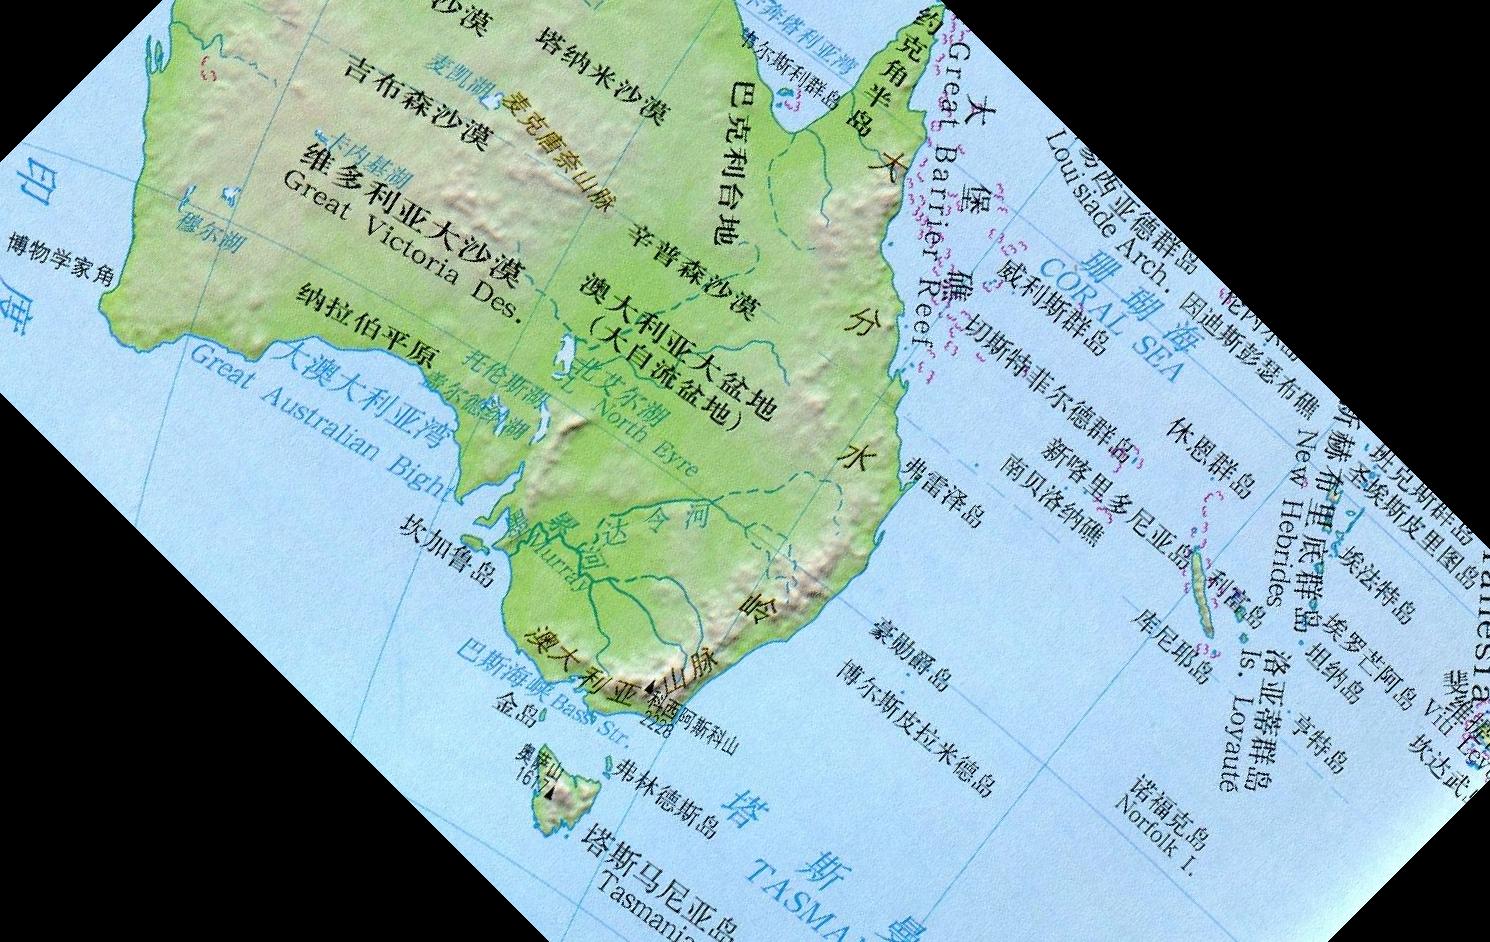 沙漠
塔纳米沙漠
吉布森沙漠
麦凯湖
麦克唐奈山脉
卡内基湖
维多利亚大沙漠
Great Victoria Des.
穆尔湖
印
度
博物学家角
纳拉伯平原
大澳大利亚湾
Great Australian Bight
卡奔塔利亚湾
韦尔斯利群岛
巴克利台地
约克角半岛
辛普森沙漠
澳大利亚大盆地
(大自流盆地)
托伦斯湖
北艾尔湖
North Eyre
大分水岭
大堡礁
Great Barrier Reef
路易西亚德群岛
Louisiade Arch.
珊瑚海
CORAL SEA
威利斯群岛
因迪斯彭瑟布礁
切斯特菲尔德群岛
休恩群岛
新喀里多尼亚岛
南贝洛纳礁
弗雷泽岛
班克斯群岛
圣埃斯皮里图岛
新赫布里底群岛
New Hebrides
埃法特岛
埃罗芒阿岛
坦纳岛
利富岛
库尼耶岛
洛亚蒂群岛
Is. Loyauté
亨特岛
Viti Lev
坎达武
豪勋爵岛
博尔斯皮拉米德岛
诺福克岛
Norfolk I.
达令河
墨累河
Murray
坎加鲁岛
澳大利亚山脉
科西阿斯科山
2228
巴斯海峡 Bass Str.
金岛
奥萨山
弗林德斯岛
塔斯马尼亚岛
Tasmania
塔斯曼
TASMA